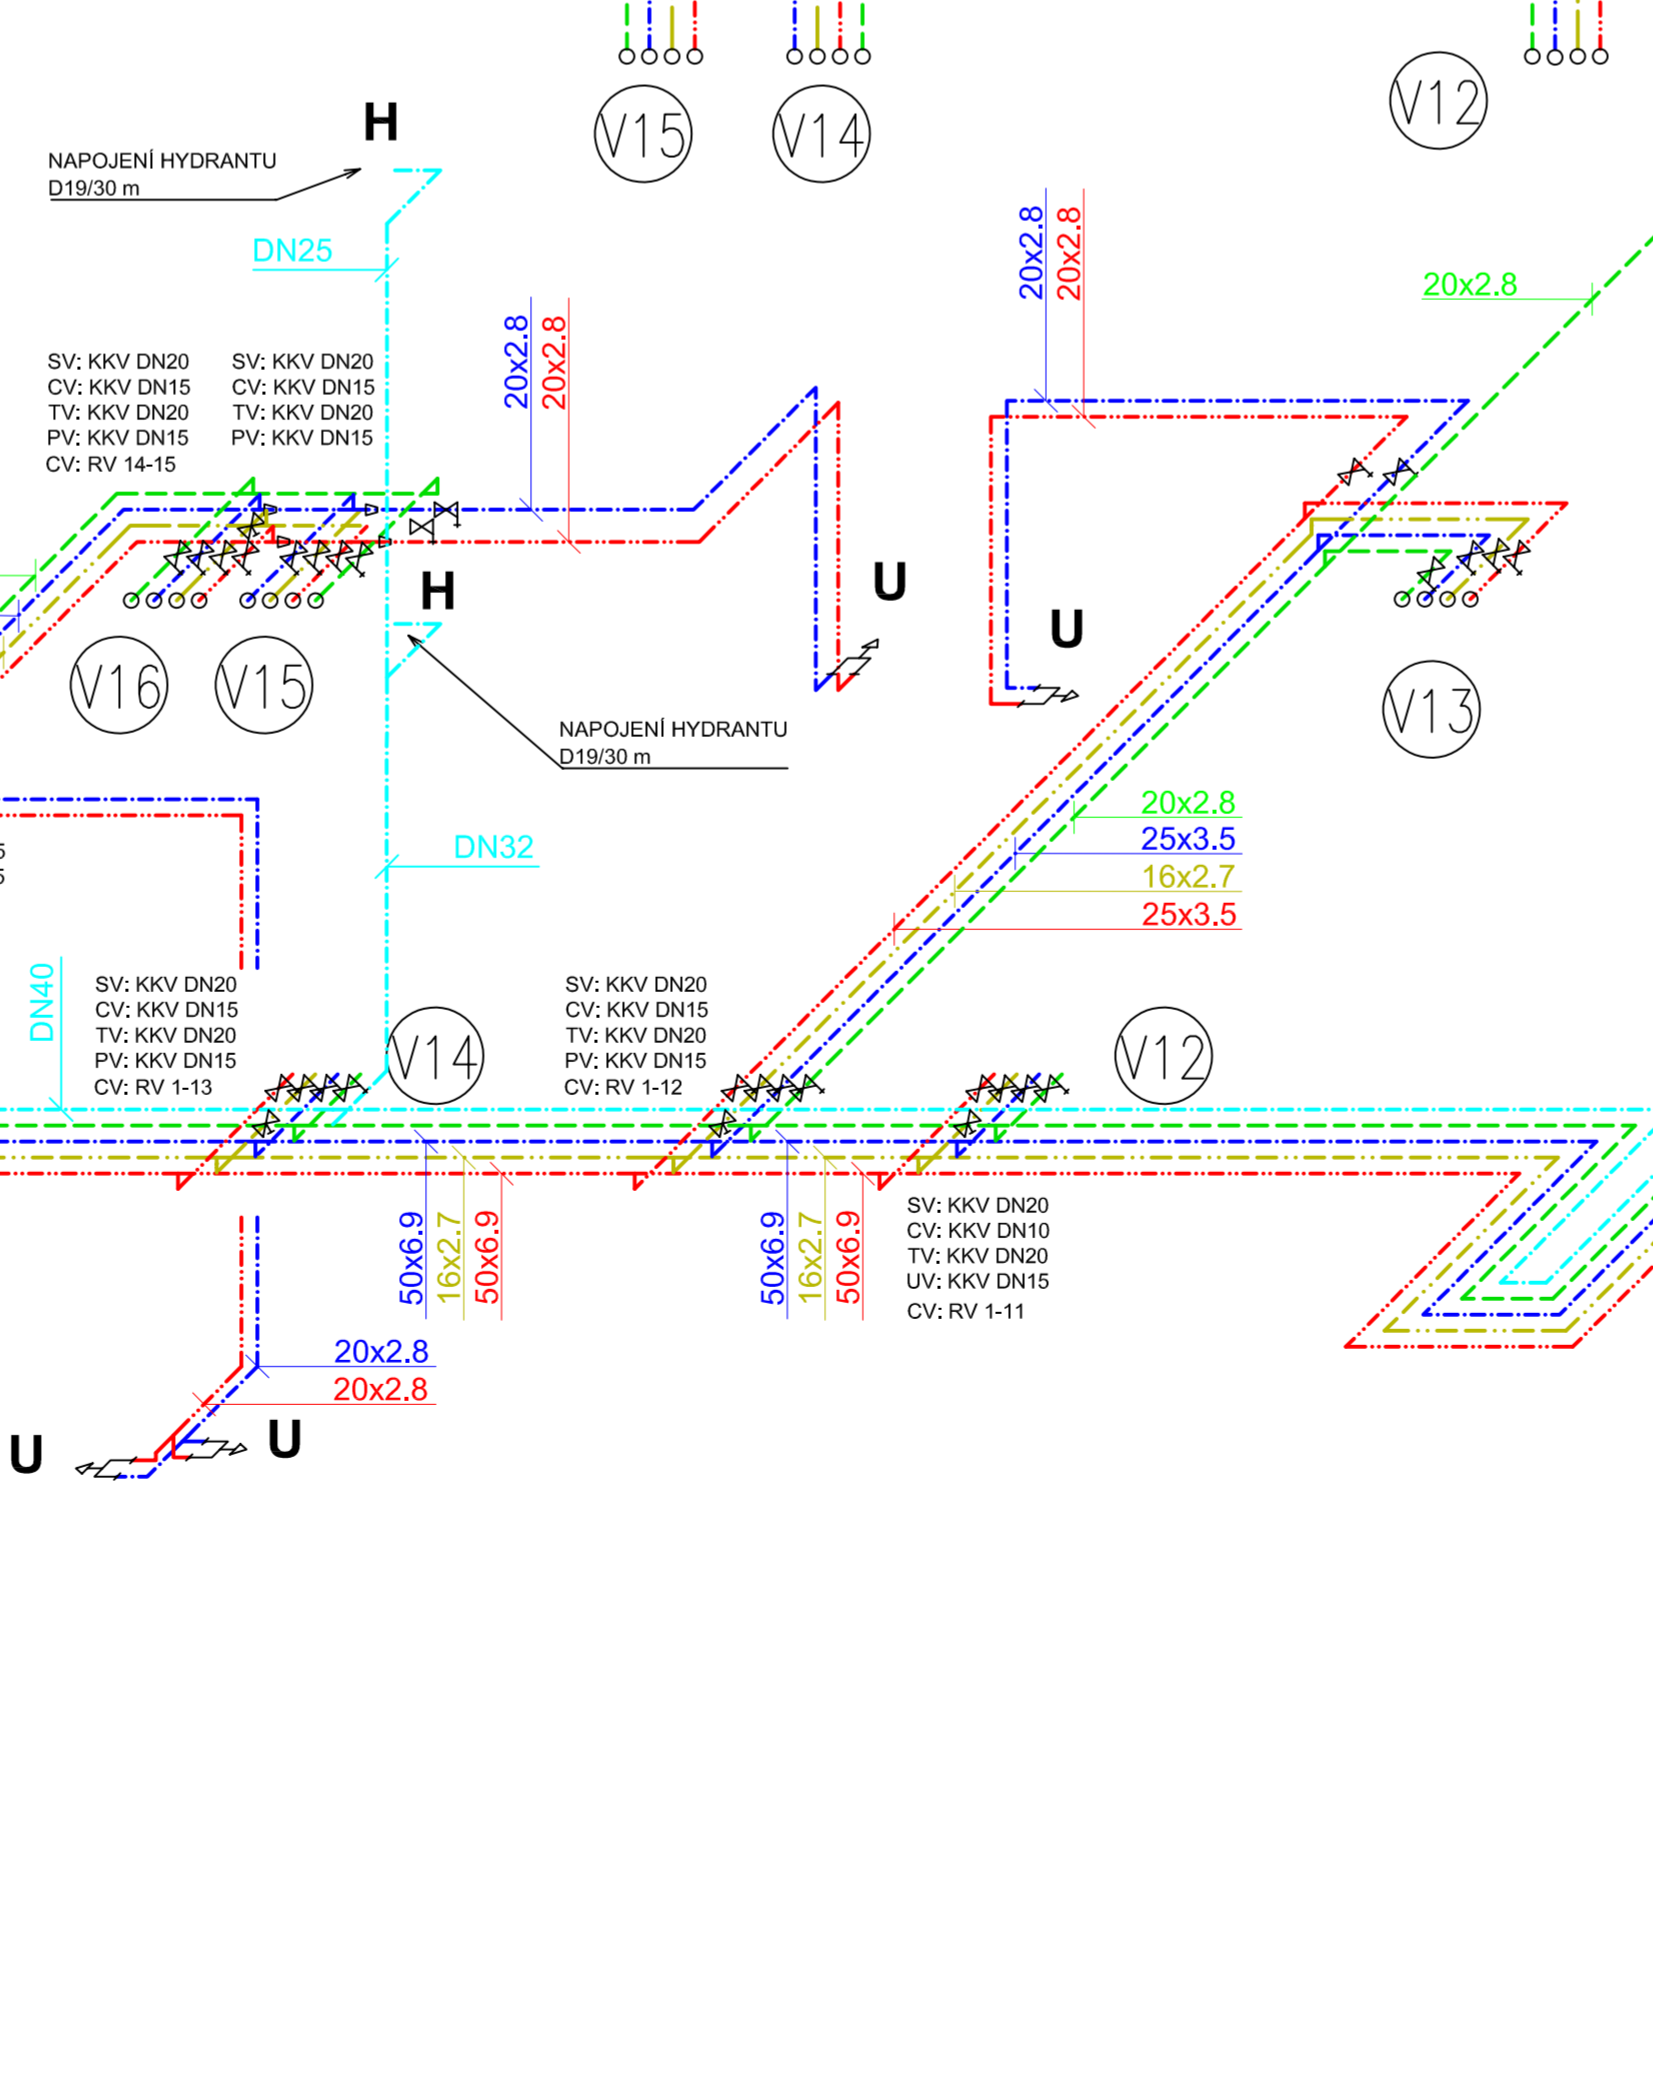 V15
V14
V12
H
NAPOJENÍ HYDRANTU
D19/30 m
DN25
20x2.8
20x2.8
20x2.8
20x2.8
20x2.8
SV: KKV DN20
CV: KKV DN15
TV: KKV DN20
PV: KKV DN15
CV: RV 14-15
SV: KKV DN20
CV: KKV DN15
TV: KKV DN20
PV: KKV DN15
H
U
U
V16
V15
V13
NAPOJENÍ HYDRANTU
D19/30 m
20x2.8
25x3.5
16x2.7
25x3.5
5
5
DN32
DN40
SV: KKV DN20
CV: KKV DN15
TV: KKV DN20
PV: KKV DN15
CV: RV 1-13
V14
SV: KKV DN20
CV: KKV DN15
TV: KKV DN20
PV: KKV DN15
CV: RV 1-12
V12
50x6.9
16x2.7
50x6.9
50x6.9
16x2.7
50x6.9
SV: KKV DN20
CV: KKV DN10
TV: KKV DN20
UV: KKV DN15
CV: RV 1-11
20x2.8
20x2.8
U
U